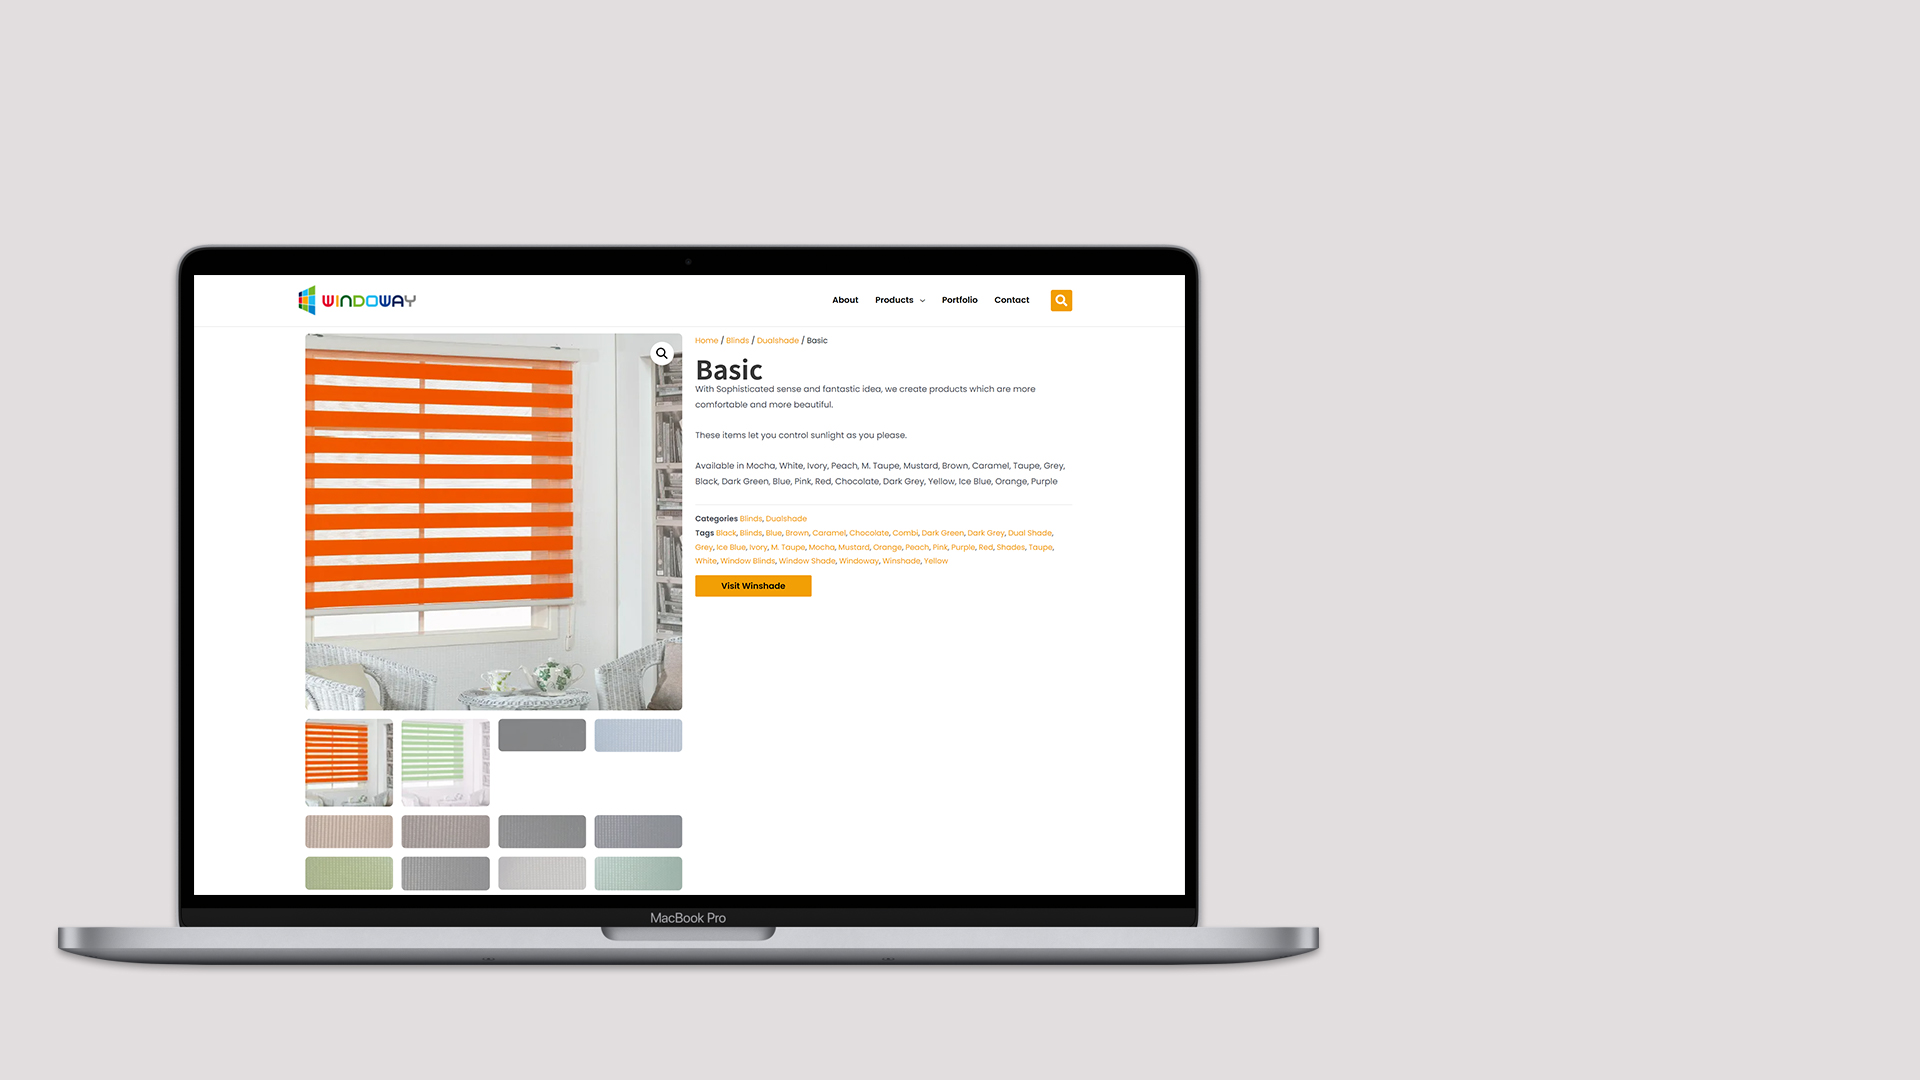 WINDOWAY
About Products Portfolio Contact
Home / Blinds / Dualshade / Basic
Basic
With Sophisticated sense and fantastic idea, we create products which are more
comfortable and more beautiful.
These items let you control sunlight as you please.
Available in Mocha, White, Ivory, Peach, M. Taupe, Mustard, Brown, Caramel, Taupe, Grey,
Black, Dark Green, Blue, Pink, Red, Chocolate, Dark Grey, Yellow, Ice Blue, Orange, Purple
Categories Blinds, Dualshade
Tags Black, Blinds, Blue, Brown, Caramel, Chocolate, Combi, Dark Green, Dark Grey, Dual Shade,
Grey, Ice Blue, Ivory, M. Taupe, Mocha, Mustard, Orange, Peach, Pink, Purple, Red, Shades, Taupe,
White, Window Blinds, Window Shade, Windoway, Winshade, Yellow
Visit Winshade
MacBook Pro